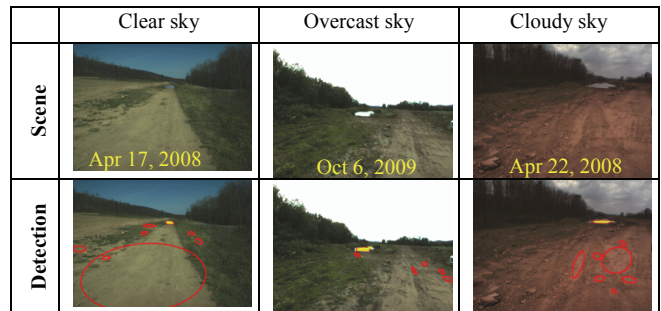 Clear sky
Overcast sky
Cloudy sky
Scene
Apr 17, 2008
Oct 6, 2009
Apr 22, 2008
Detection